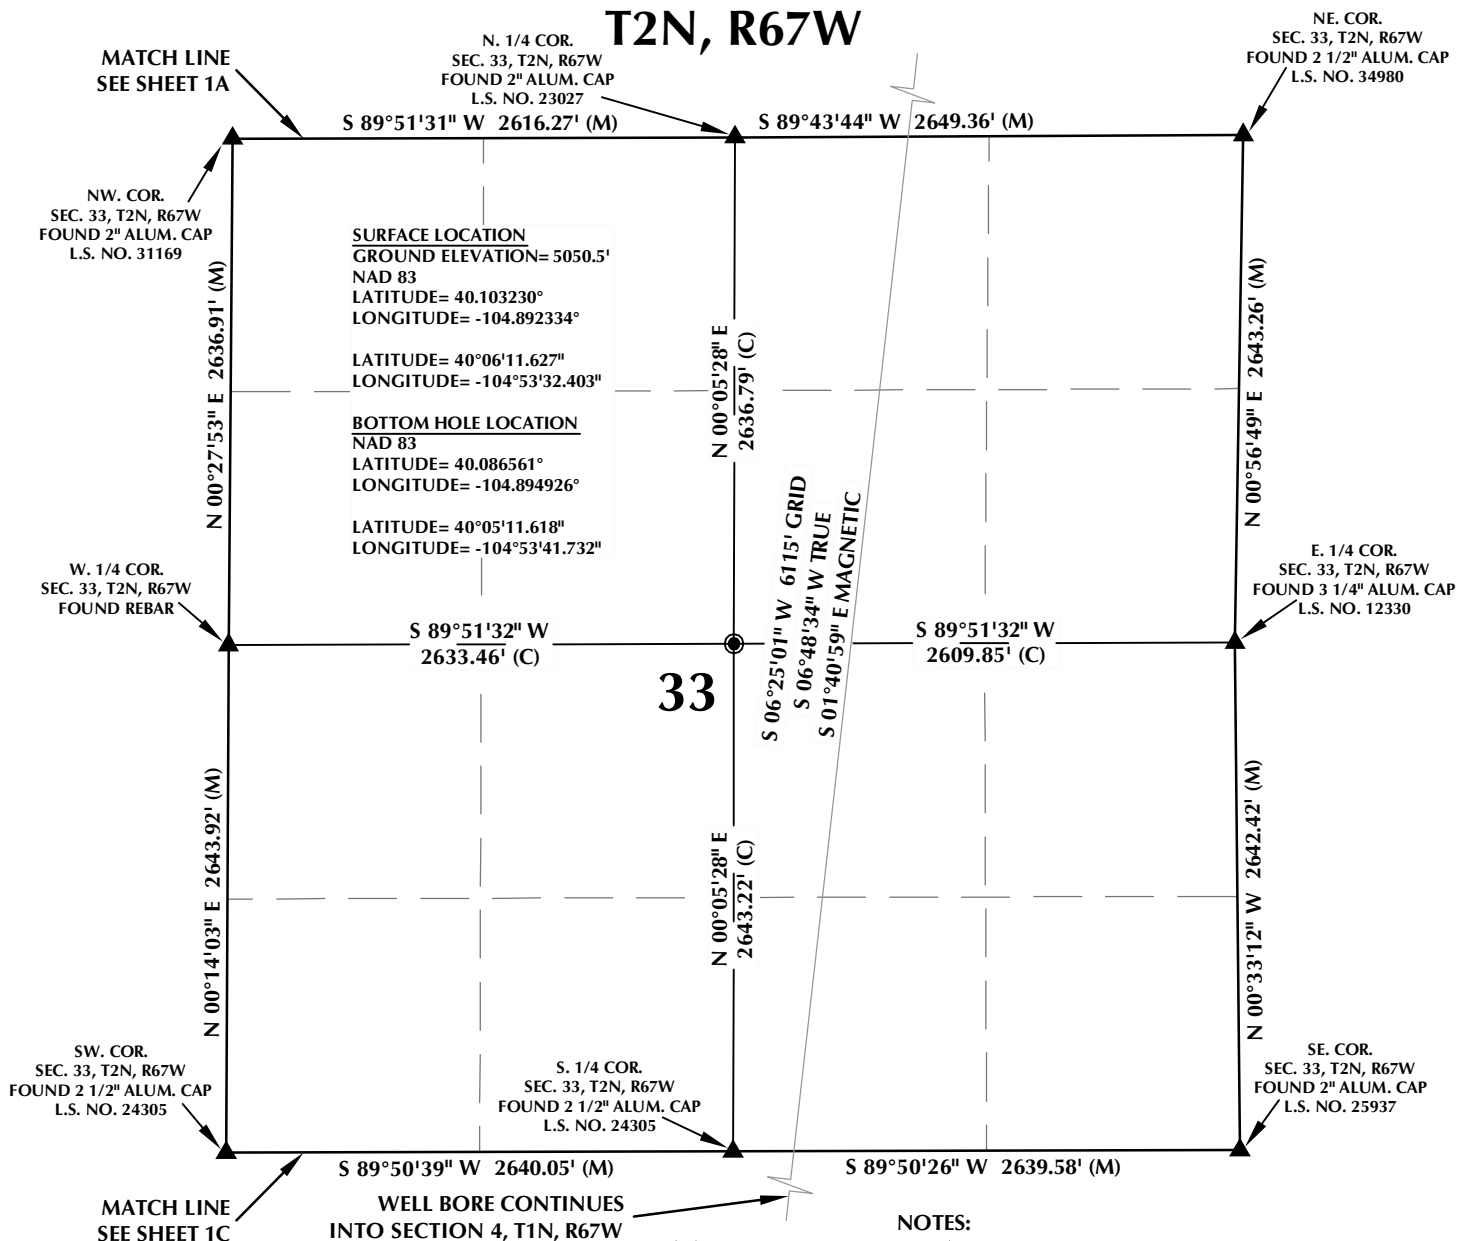 T2N, R67W
MATCH LINE
SEE SHEET 1A
N. 1/4 COR.
SEC. 33, T2N, R67W
FOUND 2" ALUM. CAP
L.S. NO. 23027
NE. COR.
SEC. 33, T2N, R67W
FOUND 2 1/2" ALUM. CAP
L.S. NO. 34980
S 89°51'31" W 2616.27' (M)
S 89°43'44" W 2649.36' (M)
NW. COR.
SEC. 33, T2N, R67W
FOUND 2" ALUM. CAP
L.S. NO. 31169
SURFACE LOCATION
GROUND ELEVATION= 5050.5'
NAD 83
LATITUDE= 40.103230°
LONGITUDE= -104.892334°
LATITUDE= 40°06'11.627"
LONGITUDE= -104°53'32.403"
BOTTOM HOLE LOCATION
NAD 83
LATITUDE= 40.086561°
LONGITUDE= -104.894926°
LATITUDE= 40°05'11.618"
LONGITUDE= -104°53'41.732"
N 00°27'53" E 2636.91' (M)
N 00°05'28" E
2636.79' (C)
N 00°56'49" E 2643.26' (M)
S 06°25'01" W 6115' GRID
S 06°48'34" W TRUE
S 01°40'59" E MAGNETIC
W. 1/4 COR.
SEC. 33, T2N, R67W
FOUND REBAR
E. 1/4 COR.
SEC. 33, T2N, R67W
FOUND 3 1/4" ALUM. CAP
L.S. NO. 12330
S 89°51'32" W
2633.46' (C)
S 89°51'32" W
2609.85' (C)
33
N 00°14'03" E 2643.92' (M)
N 00°05'28" E
2643.22' (C)
N 00°33'12" W 2642.42' (M)
SW. COR.
SEC. 33, T2N, R67W
FOUND 2 1/2" ALUM. CAP
L.S. NO. 24305
S. 1/4 COR.
SEC. 33, T2N, R67W
FOUND 2 1/2" ALUM. CAP
L.S. NO. 24305
SE. COR.
SEC. 33, T2N, R67W
FOUND 2" ALUM. CAP
L.S. NO. 25937
S 89°50'39" W 2640.05' (M)
S 89°50'26" W 2639.58' (M)
MATCH LINE
SEE SHEET 1C
WELL BORE CONTINUES
INTO SECTION 4, T1N, R67W
NOTES: